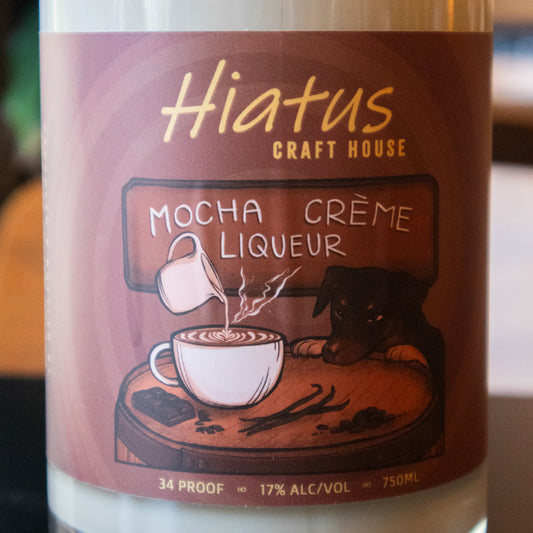 Hiatus
CRAFT HOUSE
MOCHA CRÈME
LIQUEUR
34 PROOF ∞ 17% ALC/VOL ∞ 750ML